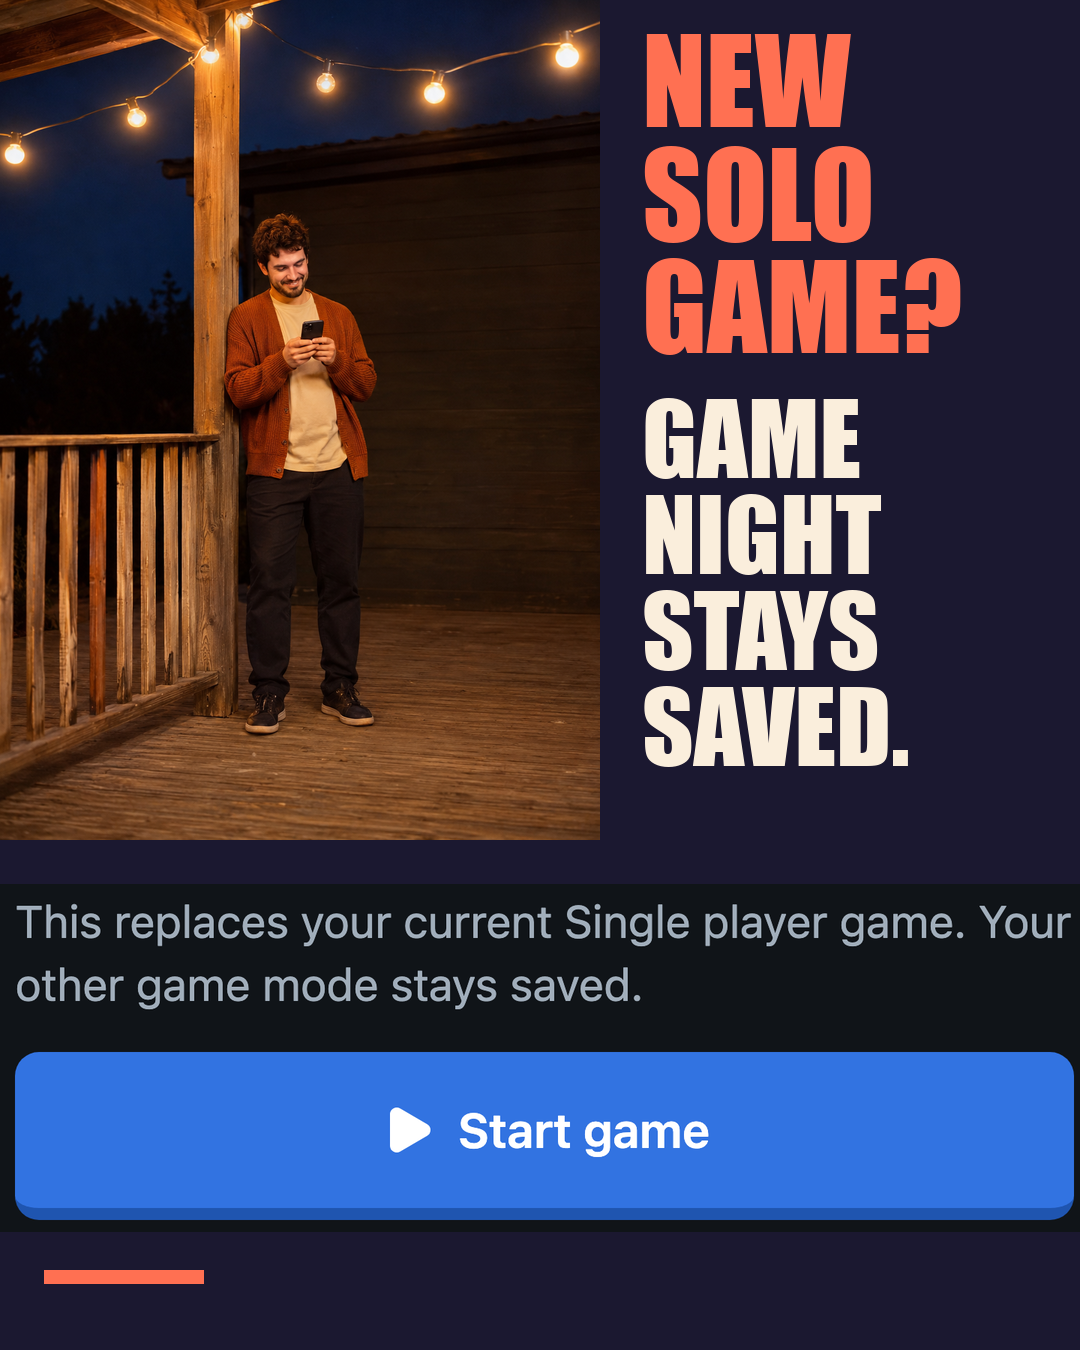 NEW
SOLO
GAME?
GAME
NIGHT
STAYS
SAVED.
This replaces your current Single player game. Your
other game mode stays saved.
Start game